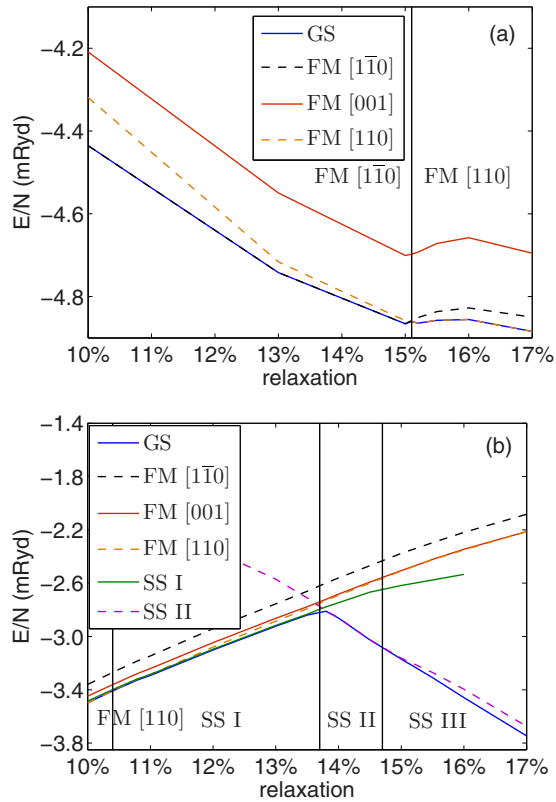 (a)
GS
FM [11̅0]
FM [001]
FM [110]
FM [11̅0]
FM [110]
E/N (mRyd)
−4.2
−4.4
−4.6
−4.8
10% 11% 12% 13% 14% 15% 16% 17%
relaxation
(b)
GS
FM [11̅0]
FM [001]
FM [110]
SS I
SS II
FM [110]
SS I
SS II
SS III
E/N (mRyd)
−1.4
−1.8
−2.2
−2.6
−3.0
−3.4
−3.8
10% 11% 12% 13% 14% 15% 16% 17%
relaxation